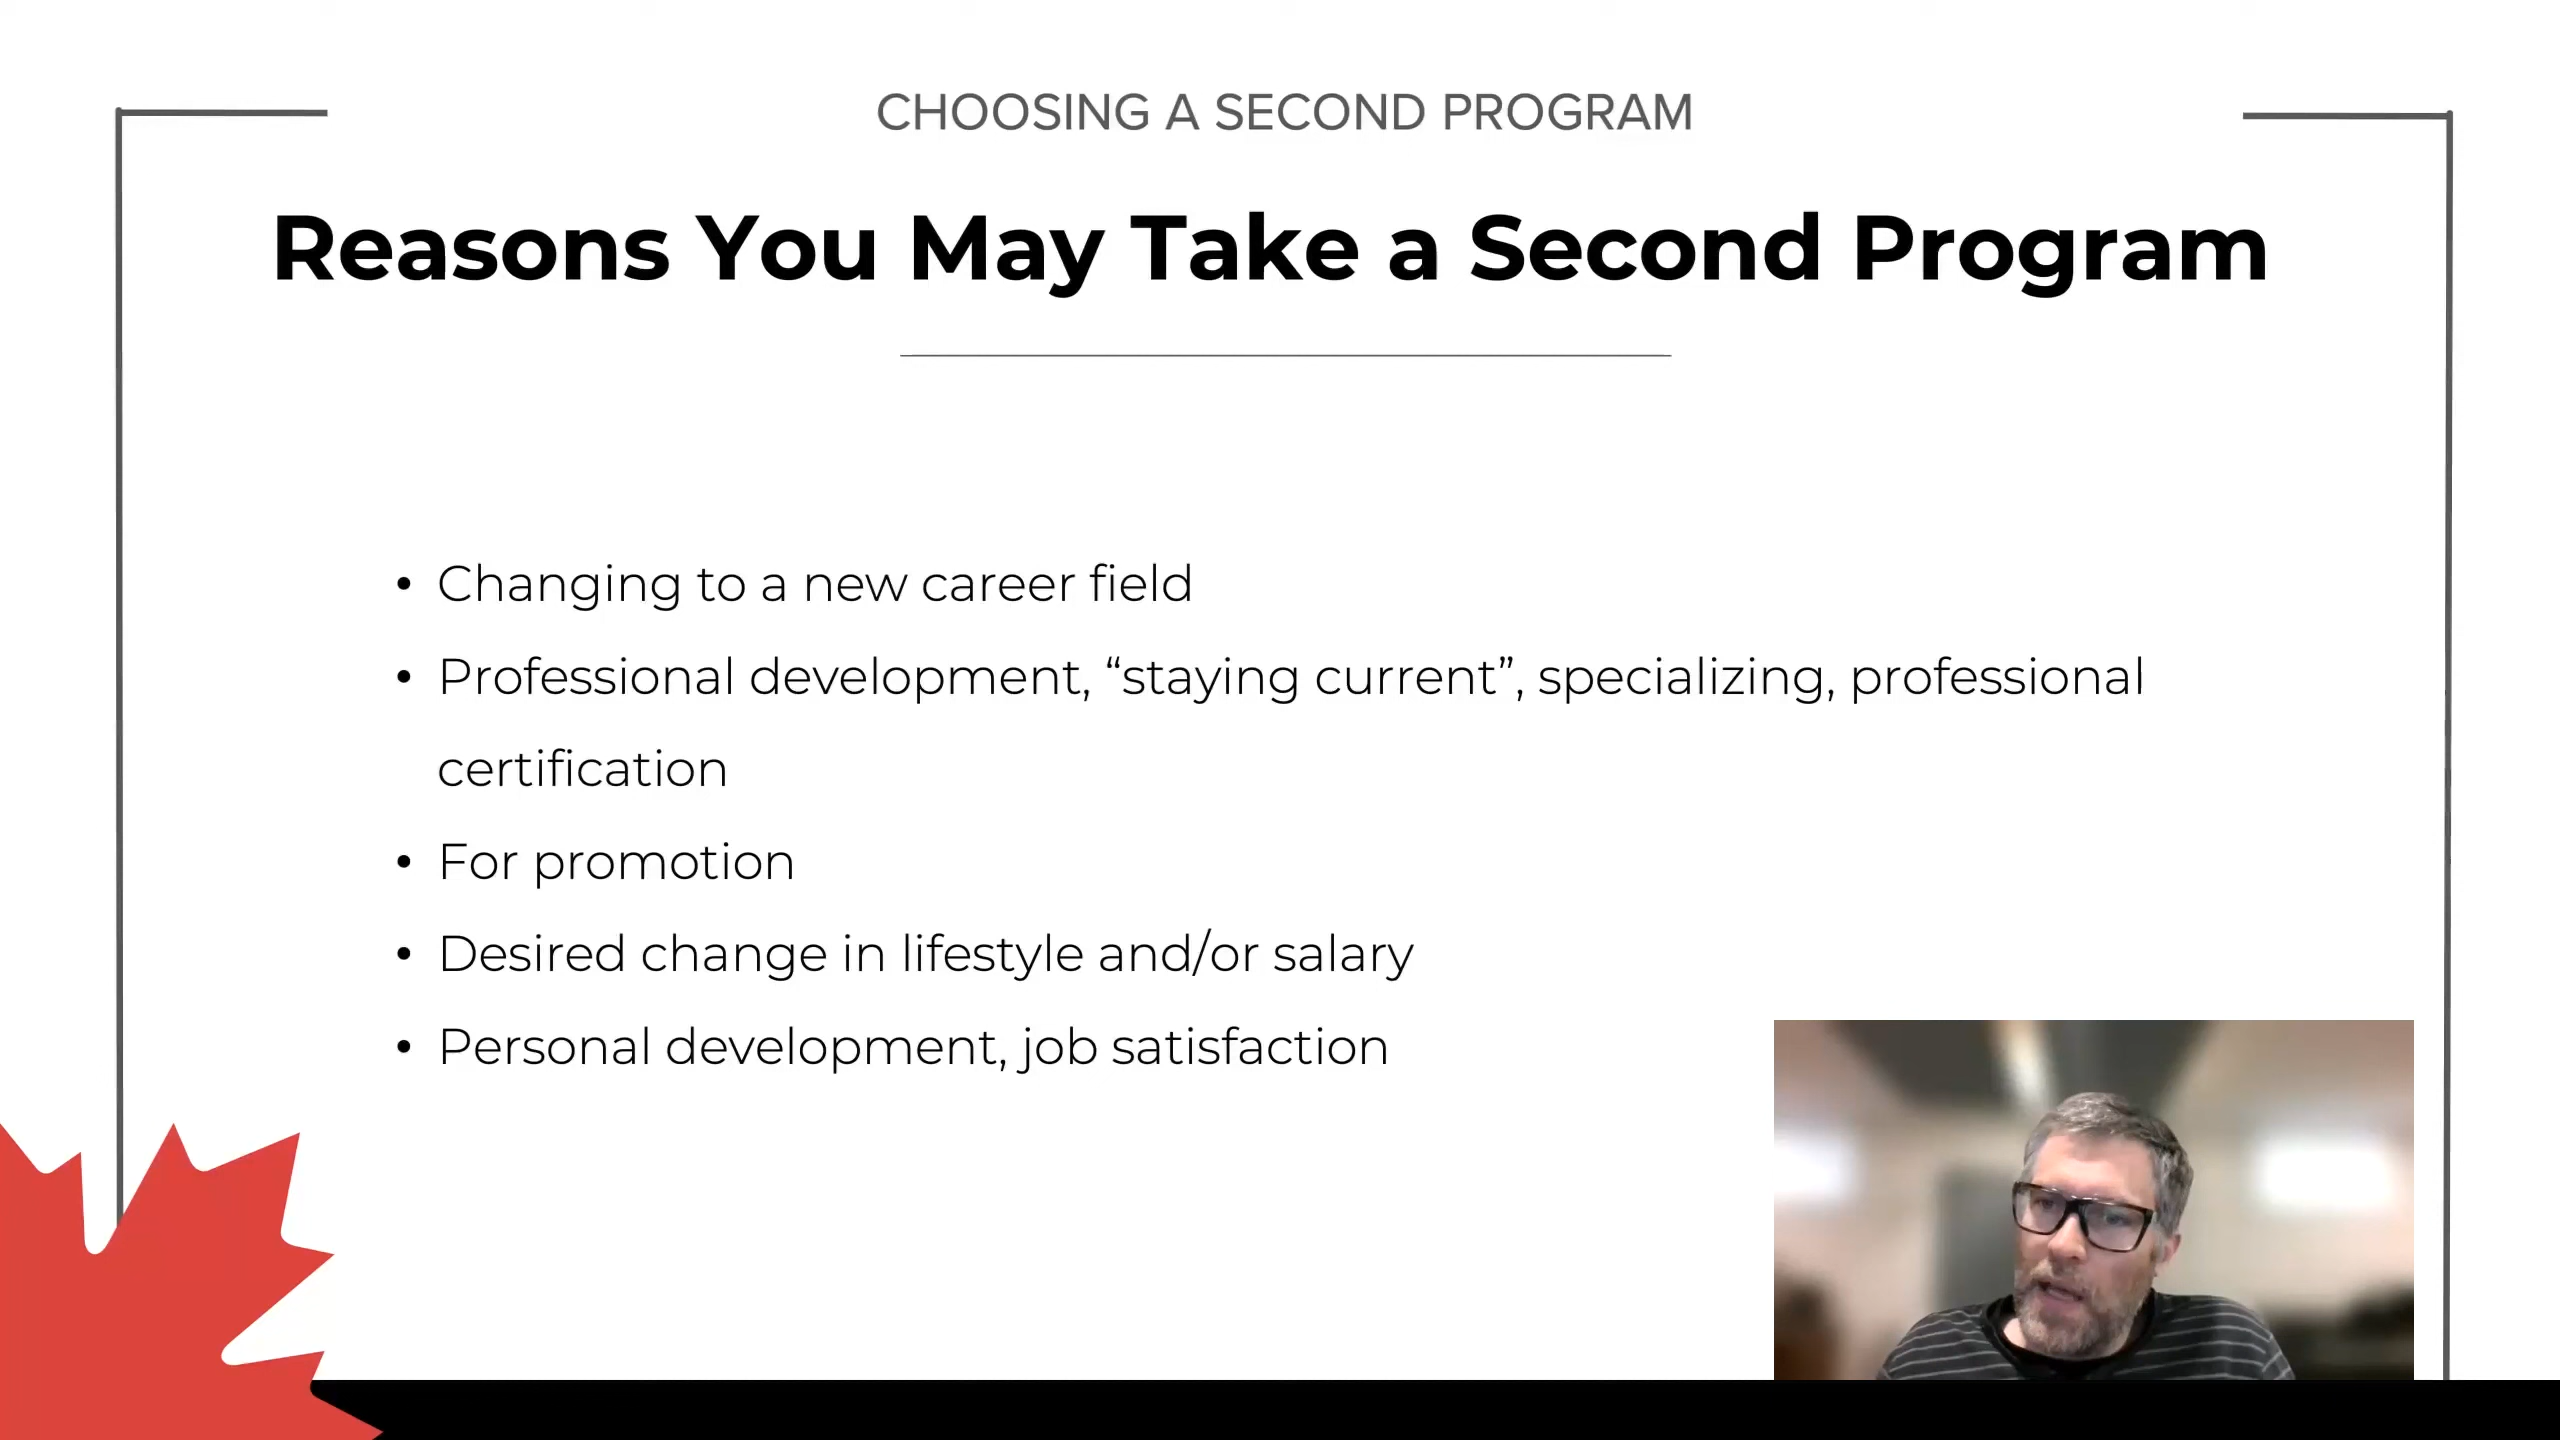 CHOOSING A SECOND PROGRAM
Reasons You May Take a Second Program
• Changing to a new career field
• Professional development, “staying current”, specializing, professional
certification
• For promotion
• Desired change in lifestyle and/or salary
• Personal development, job satisfaction